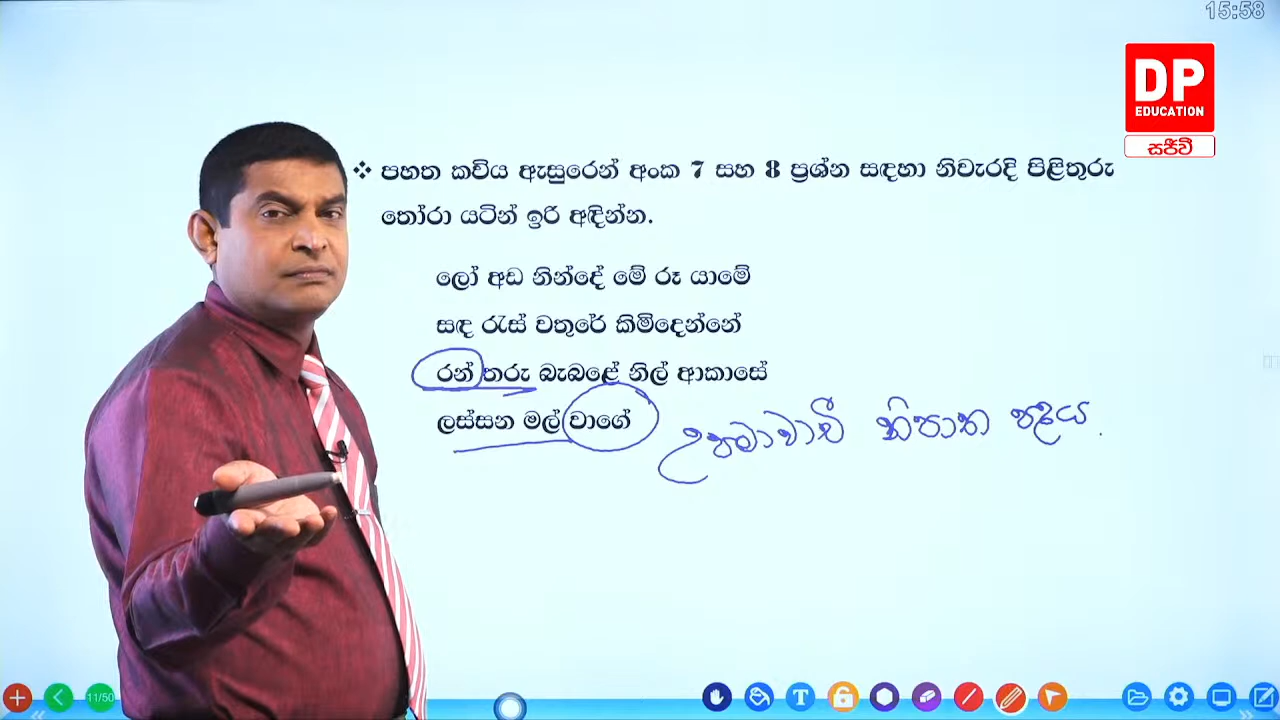 15:58
DP
EDUCATION
සජීවී
❖ පහත කවිය ඇසුරෙන් අංක 7 සහ 8 ප්‍රශ්න සඳහා නිවැරදි පිළිතුරු
තෝරා යටින් ඉරි අඳින්න.
ලෝ අඩ නින්දේ මේ රෑ යාමේ
සඳ රැස් වතුරේ කිමිදෙන්නේ
රන් තරු බැබළේ නිල් ආකාසේ
ලස්සන මල් වාගේ
උපමාවාචී නිපාත පදය.
11/50